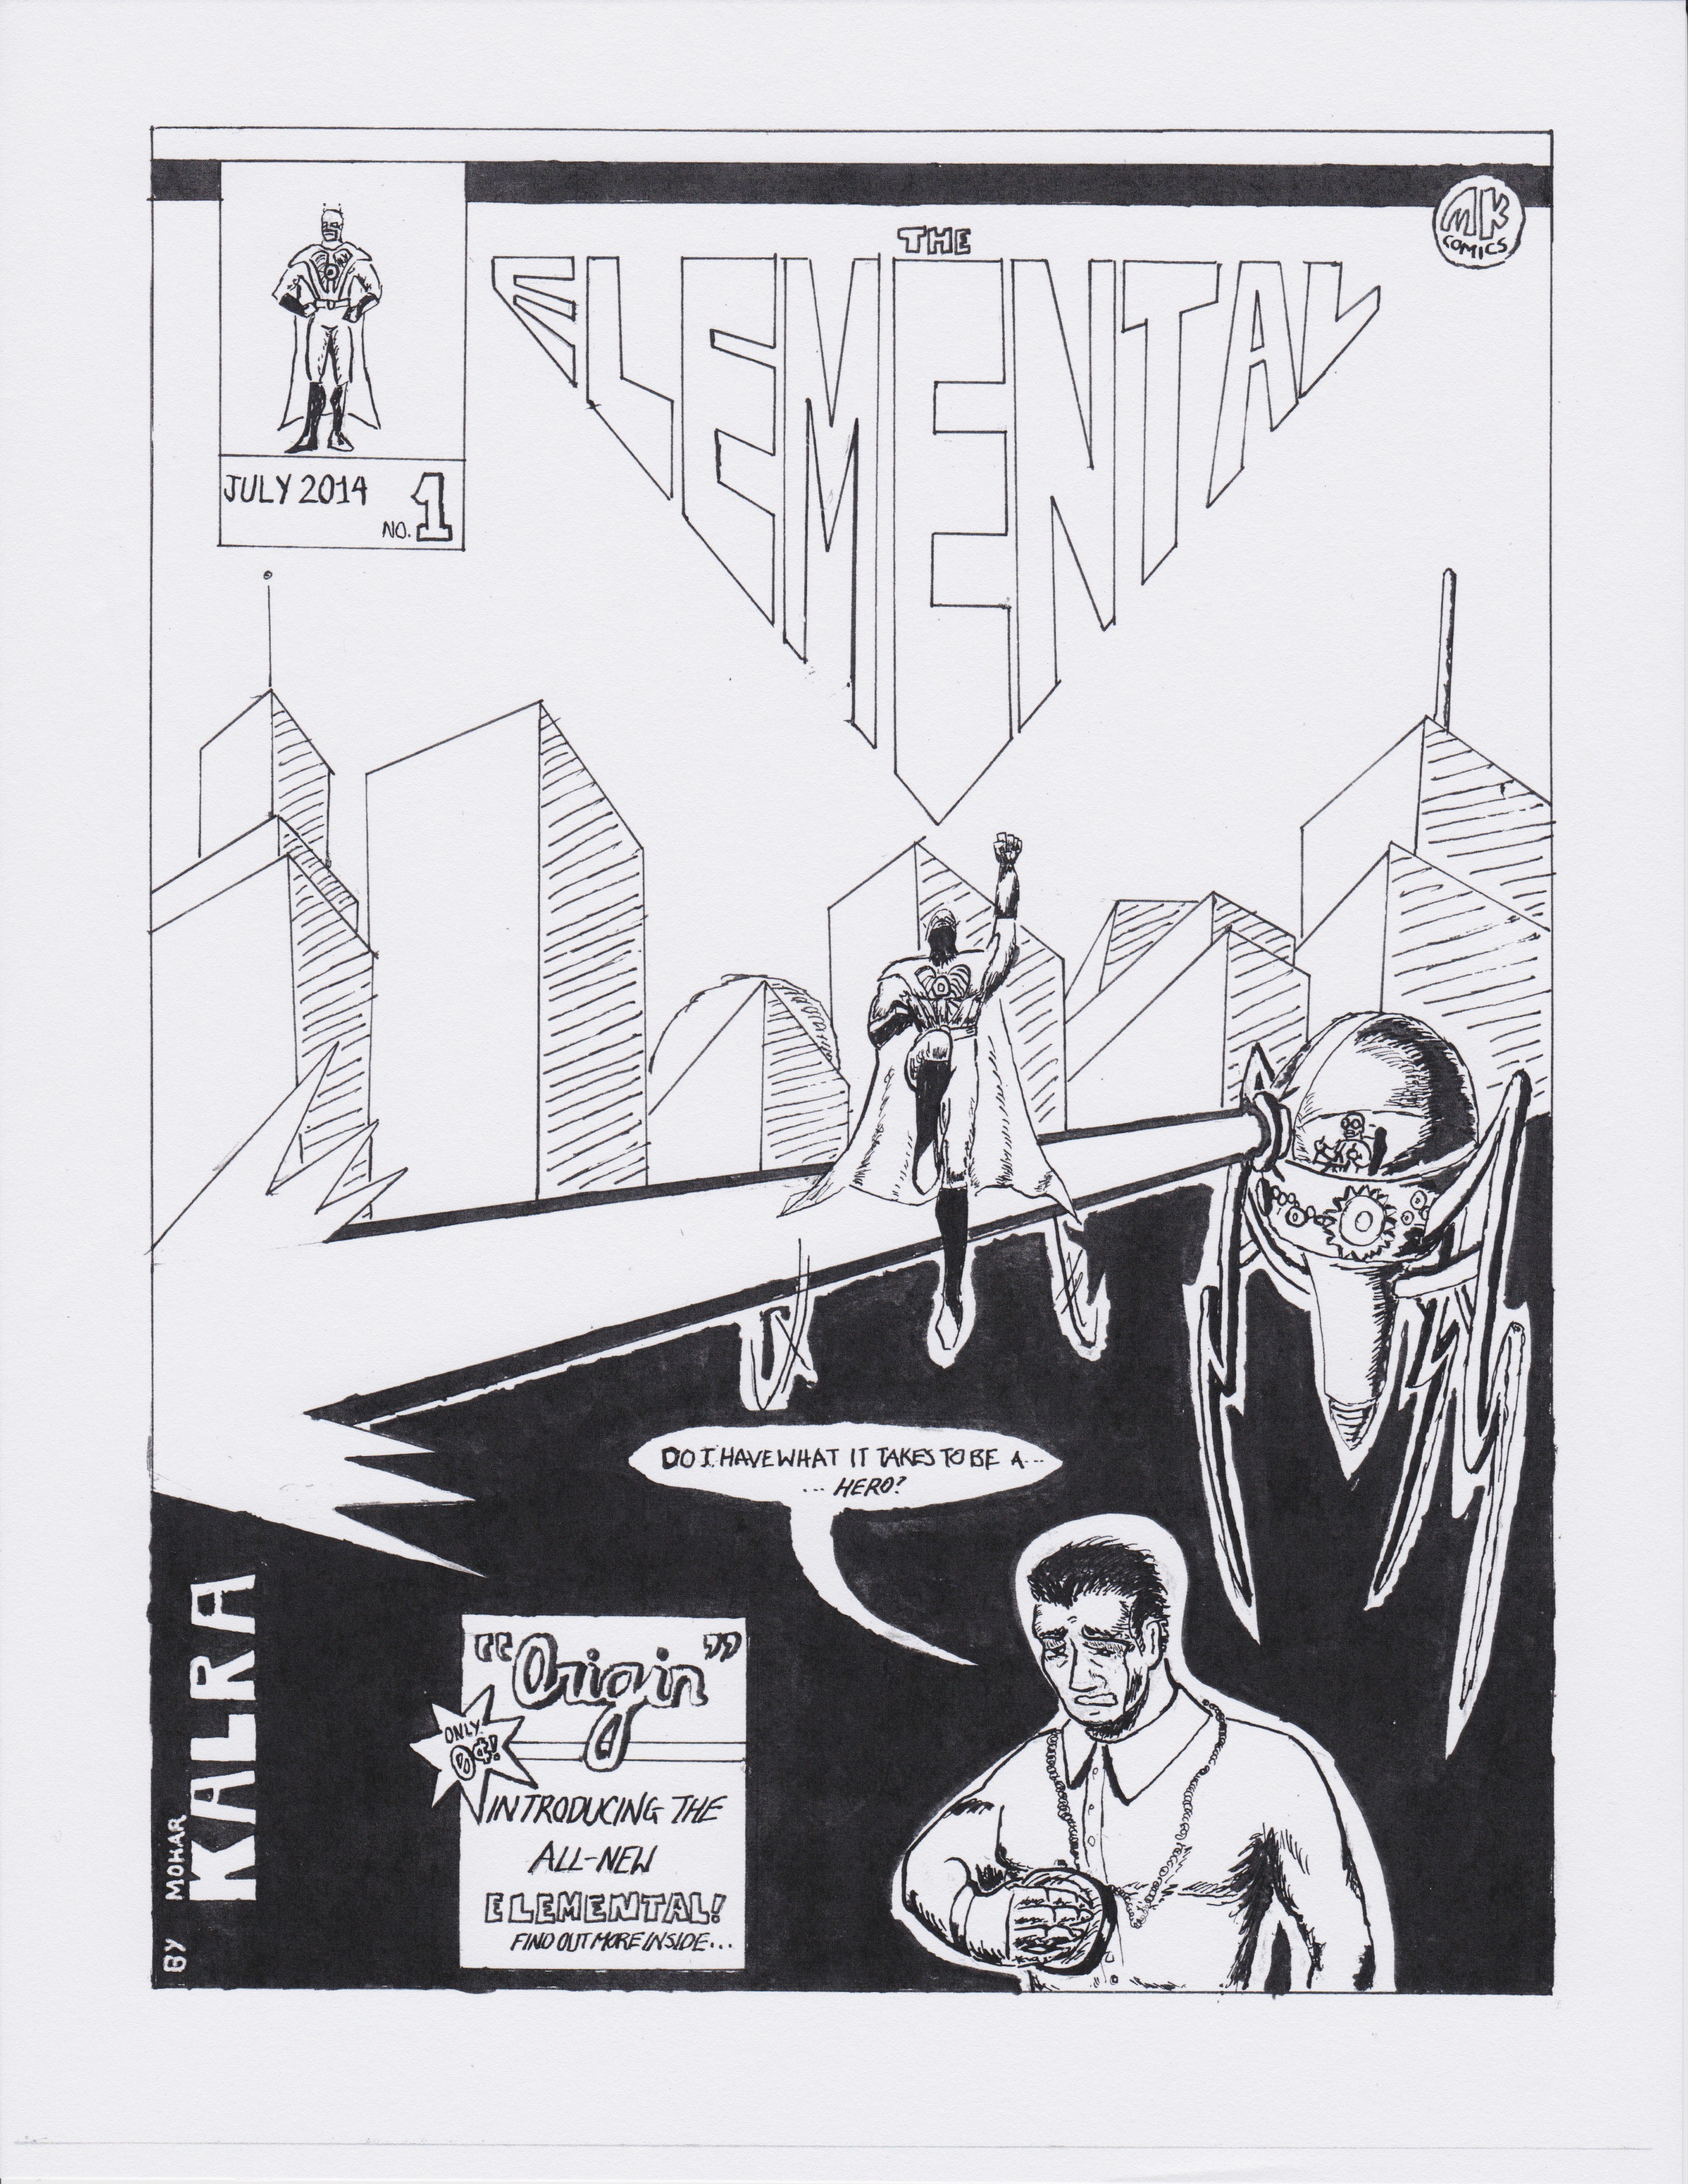 MK
COMICS
THE
ELEMENTAL
JULY 2014
NO. 1
DO I HAVE WHAT IT TAKES TO BE A...
... HERO?
"Origin"
ONLY
0¢!
INTRODUCING THE
ALL-NEW
ELEMENTAL!
FIND OUT MORE INSIDE...
BY MOHAR
KALRA